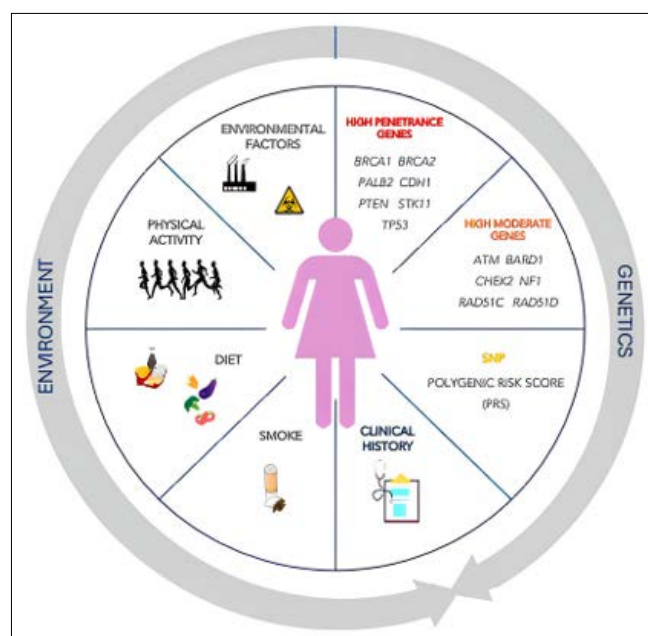 ENVIRONMENTAL
FACTORS
HIGH PENETRANCE
GENES
BRCA1 BRCA2
PALB2 CDH1
PTEN STK11
TP53
PHYSICAL
ACTIVITY
HIGH MODERATE
GENES
ATM BARD1
CHEK2 NF1
RAD51C RAD51D
ENVIRONMENT
GENETICS
DIET
SNP
POLYGENIC RISK SCORE
(PRS)
SMOKE
CLINICAL
HISTORY